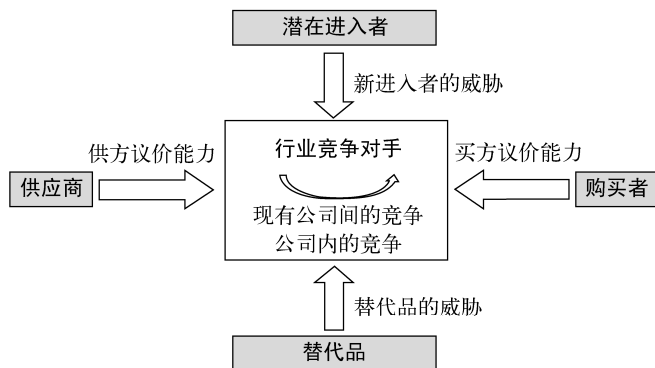 潜在进入者
新进入者的威胁
供方议价能力
行业竞争对手
买方议价能力
供应商
购买者
现有公司间的竞争
公司内的竞争
替代品的威胁
替代品